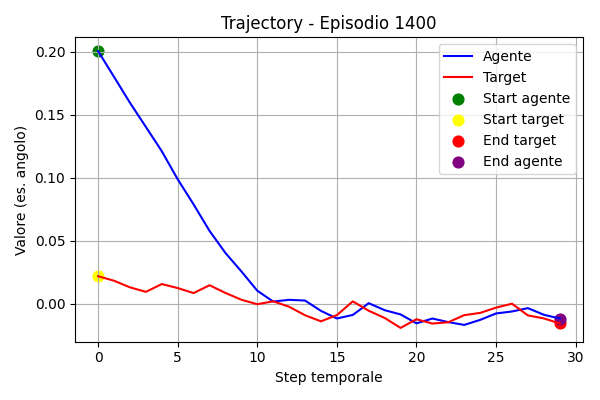 Trajectory - Episodio 1400
Valore (es. angolo)
0.20
0.15
0.10
0.05
0.00
Agente
Target
Start agente
Start target
End target
End agente
0 5 10 15 20 25 30
Step temporale